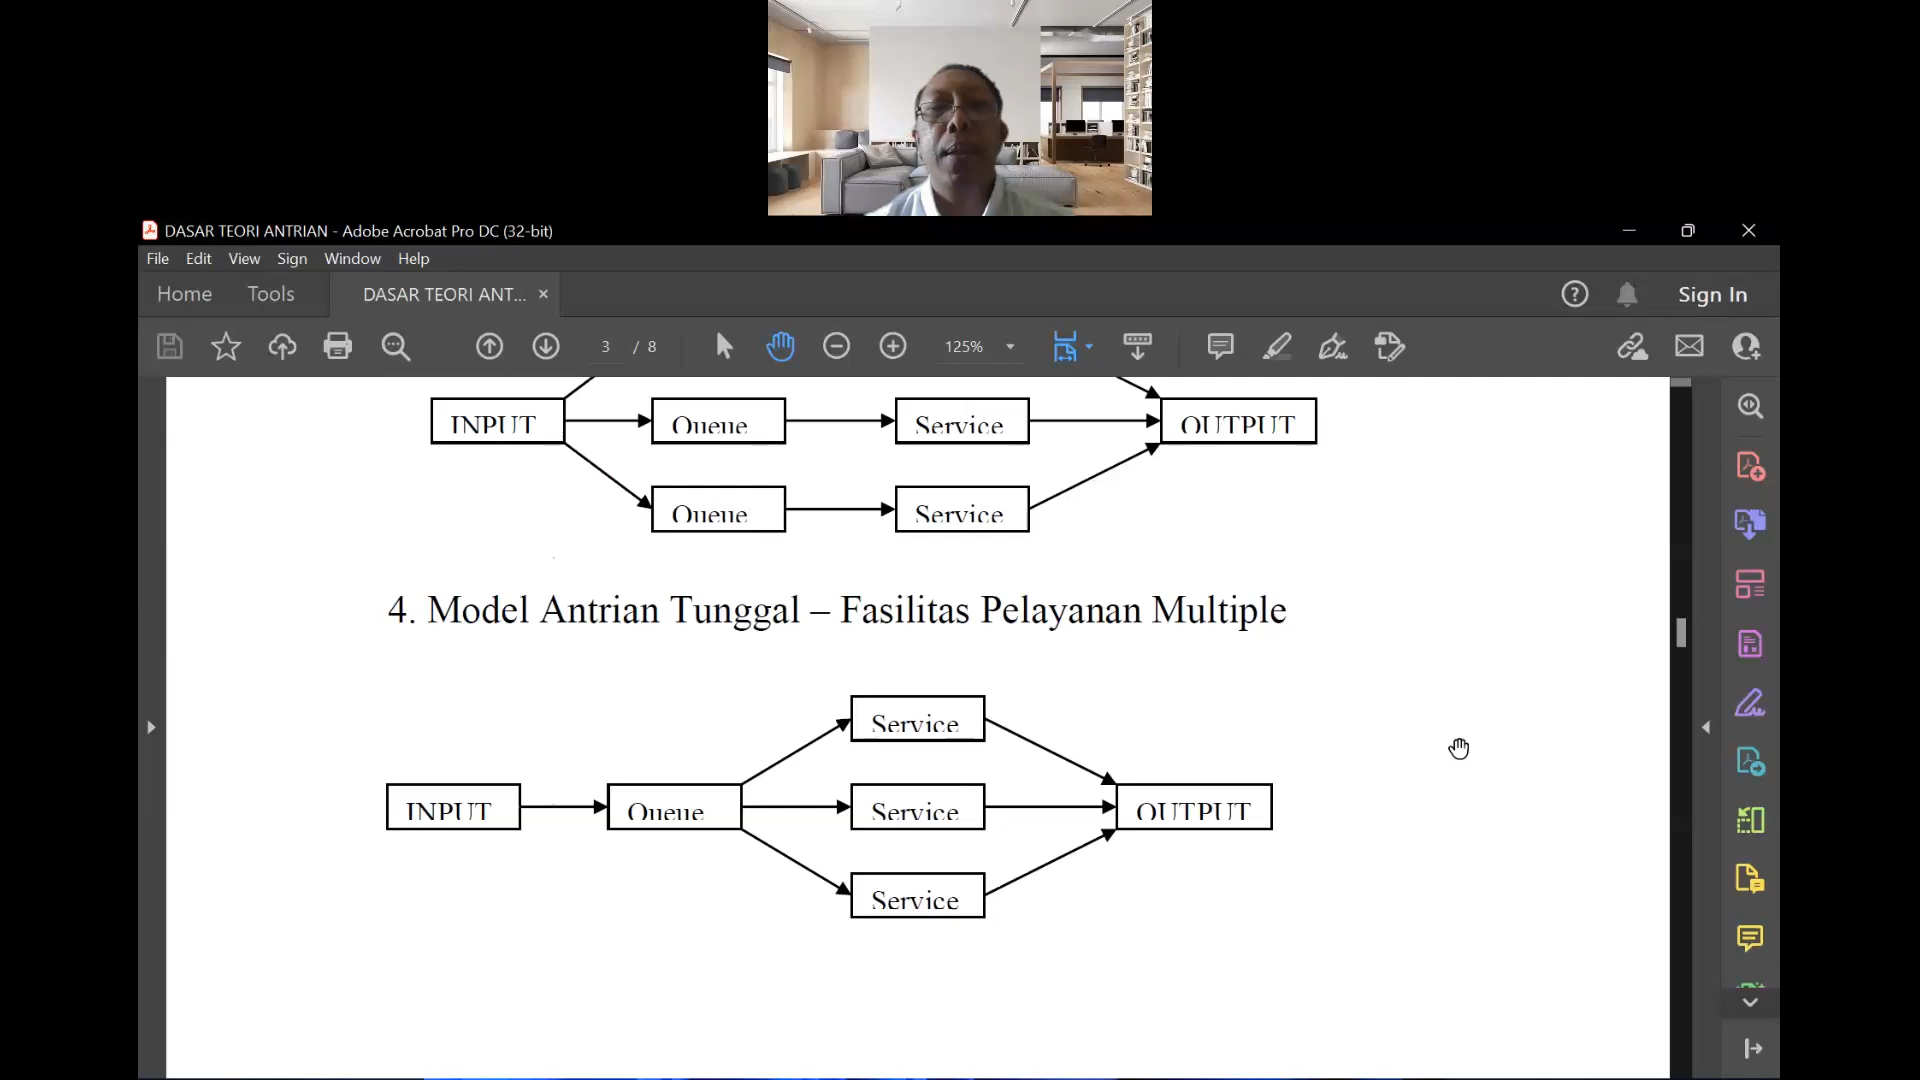 DASAR TEORI ANTRIAN - Adobe Acrobat Pro DC (32-bit)
File Edit View Sign Window Help
Home Tools DASAR TEORI ANT... × Sign In
3 / 8 125%
INPUT Queue Service OUTPUT
Queue Service
4. Model Antrian Tunggal – Fasilitas Pelayanan Multiple
Service
INPUT Queue Service OUTPUT
Service